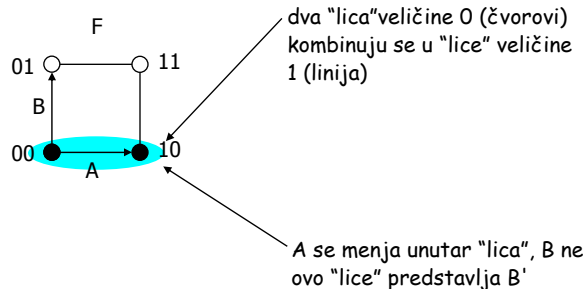 F
01
11
B
00
10
A
dva “lica”veličine 0 (čvorovi)
kombinuju se u “lice” veličine
1 (linija)
A se menja unutar “lica”, B ne
ovo “lice” predstavlja B'